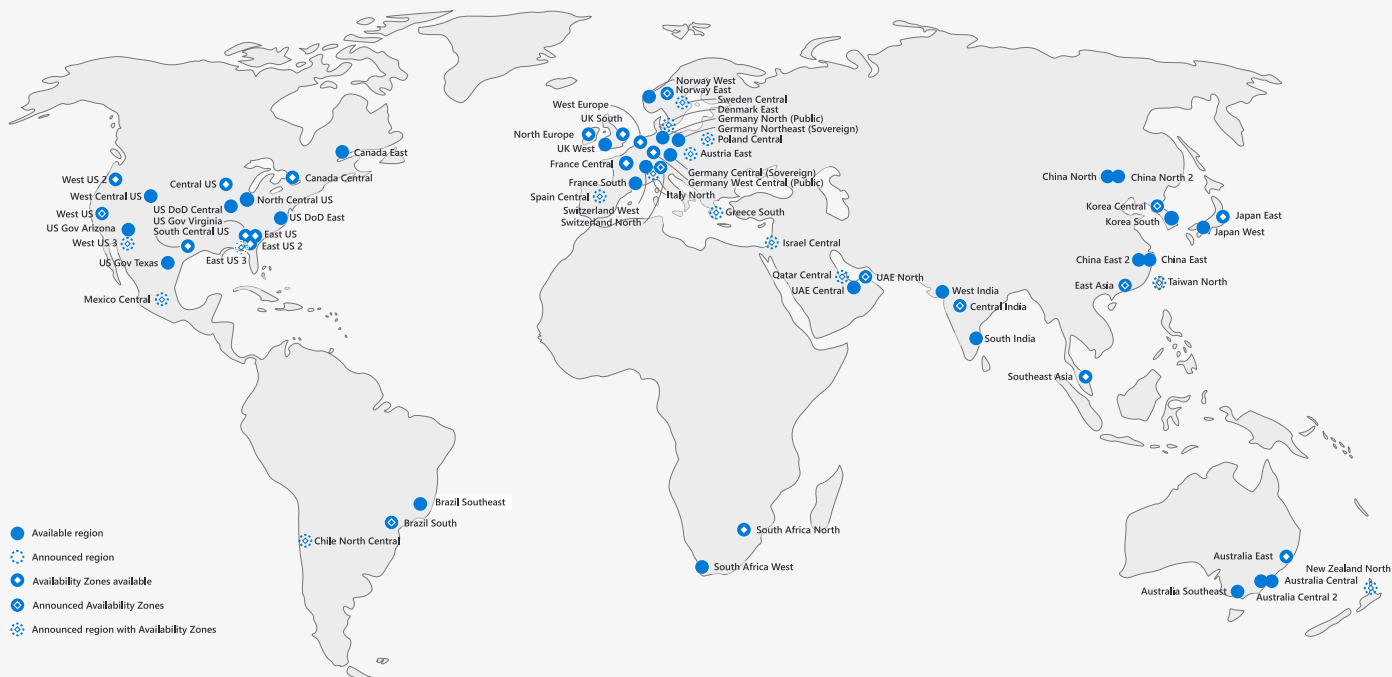 Norway West
Norway East
Sweden Central
Denmark East
Germany North (Public)
Germany Northeast (Sovereign)
Poland Central
Austria East
West Europe
UK South
North Europe
UK West
France Central
France South
Spain Central
Switzerland West
Switzerland North
Germany Central (Sovereign)
Germany West Central (Public)
Italy North
Greece South
Israel Central
Qatar Central
UAE North
UAE Central
Canada East
Canada Central
West US 2
Central US
West Central US
North Central US
US DoD Central
US DoD East
West US
US Gov Virginia
US Gov Arizona
South Central US
East US
West US 3
East US 2
East US 3
US Gov Texas
Mexico Central
China North
China North 2
Korea Central
Korea South
Japan East
Japan West
China East 2
China East
East Asia
Taiwan North
West India
Central India
South India
Southeast Asia
Brazil Southeast
Brazil South
Chile North Central
South Africa North
South Africa West
Australia East
New Zealand North
Australia Central
Australia Southeast
Australia Central 2
Available region
Announced region
Availability Zones available
Announced Availability Zones
Announced region with Availability Zones